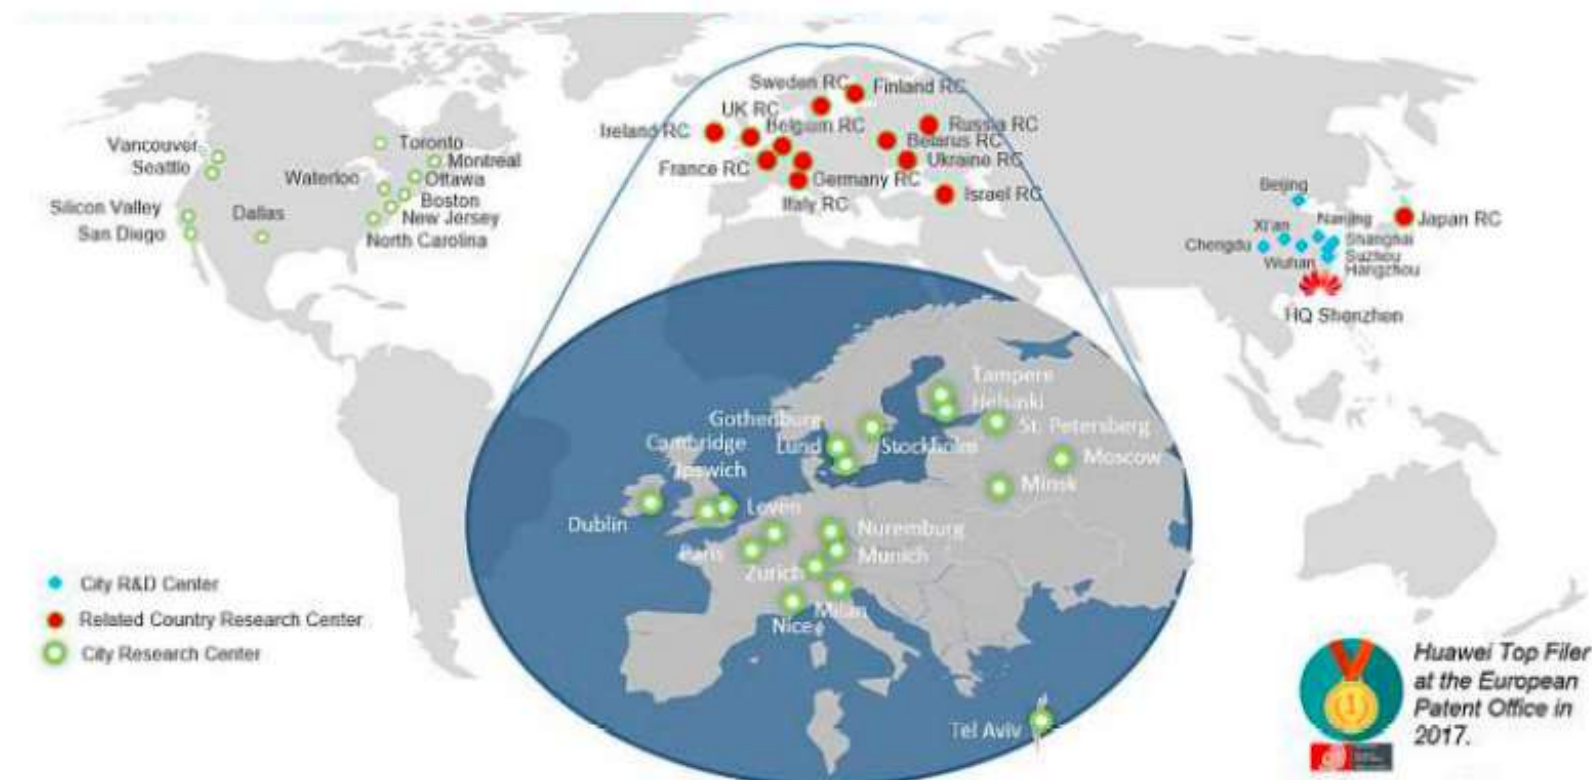 Sweden RC
Finland RC
UK RC
Ireland RC
Belgium RC
Russia RC
Belarus RC
France RC
Ukraine RC
Germany RC
Italy RC
Israel RC
Vancouver
Seattle
Toronto
Montreal
Waterloo
Ottawa
Silicon Valley
Dallas
Boston
New Jersey
San Diego
North Carolina
Beijing
Xi'an
Nanjing
Japan RC
Chengdu
Shanghai
Wuhan
Suzhou
Hangzhou
HQ Shenzhen
Tampere
Helsinki
Gothenburg
St. Petersberg
Cambridge
Lund
Stockholm
Moscow
Ipswich
Minsk
Dublin
Leven
Nuremburg
Paris
Munich
Zurich
Milan
Nice
Tel Aviv
City R&D Center
Related Country Research Center
City Research Center
Huawei Top Filer
at the European
Patent Office in
2017.
1